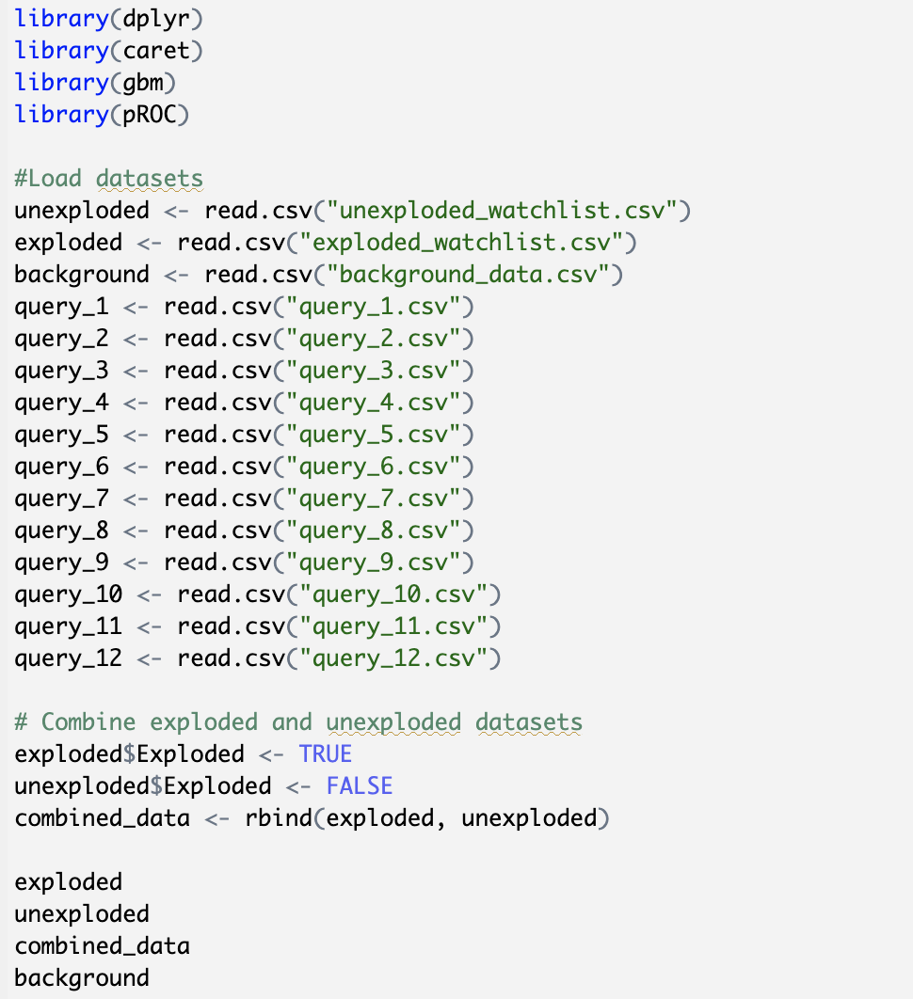 library(dplyr)
library(caret)
library(gbm)
library(pROC)
#Load datasets
unexploded <- read.csv("unexploded_watchlist.csv")
exploded <- read.csv("exploded_watchlist.csv")
background <- read.csv("background_data.csv")
query_1 <- read.csv("query_1.csv")
query_2 <- read.csv("query_2.csv")
query_3 <- read.csv("query_3.csv")
query_4 <- read.csv("query_4.csv")
query_5 <- read.csv("query_5.csv")
query_6 <- read.csv("query_6.csv")
query_7 <- read.csv("query_7.csv")
query_8 <- read.csv("query_8.csv")
query_9 <- read.csv("query_9.csv")
query_10 <- read.csv("query_10.csv")
query_11 <- read.csv("query_11.csv")
query_12 <- read.csv("query_12.csv")
# Combine exploded and unexploded datasets
exploded$Exploded <- TRUE
unexploded$Exploded <- FALSE
combined_data <- rbind(exploded, unexploded)
exploded
unexploded
combined_data
background